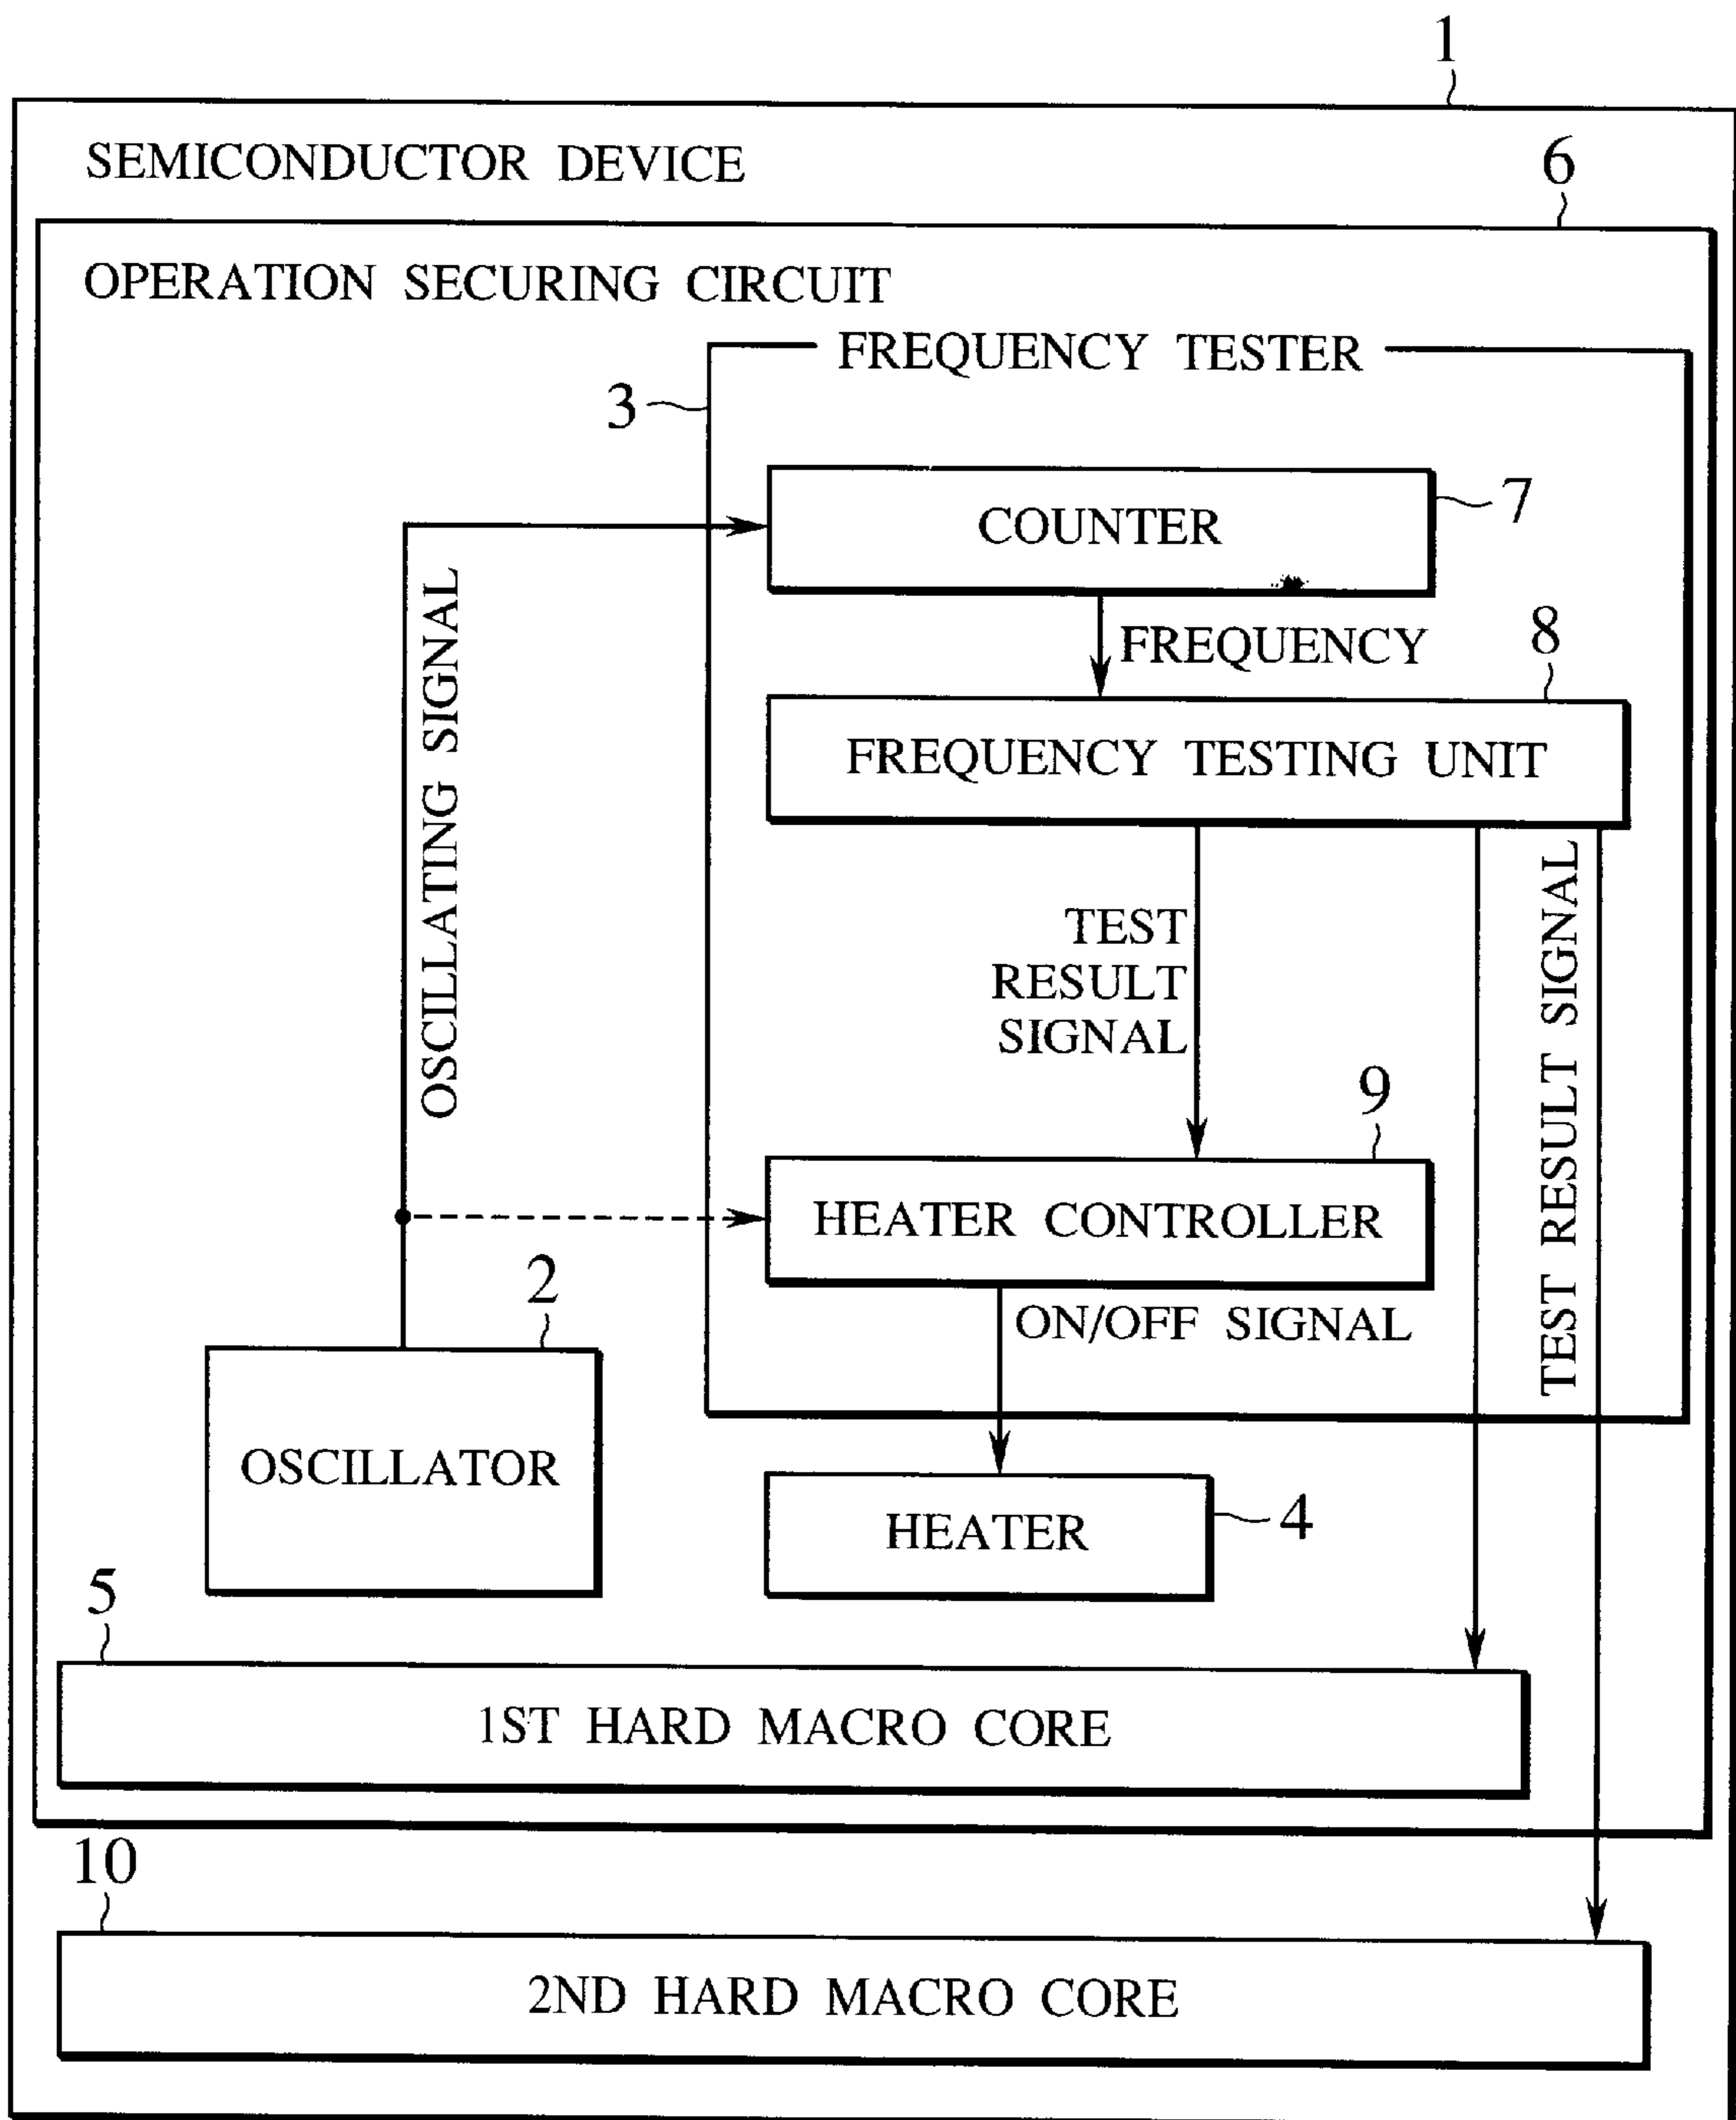 1
SEMICONDUCTOR DEVICE
6
OPERATION SECURING CIRCUIT
FREQUENCY TESTER
3
COUNTER
7
FREQUENCY
8
FREQUENCY TESTING UNIT
OSCILLATING SIGNAL
TEST
RESULT
SIGNAL
TEST RESULT SIGNAL
9
HEATER CONTROLLER
ON/OFF SIGNAL
2
OSCILLATOR
HEATER
4
5
1ST HARD MACRO CORE
10
2ND HARD MACRO CORE